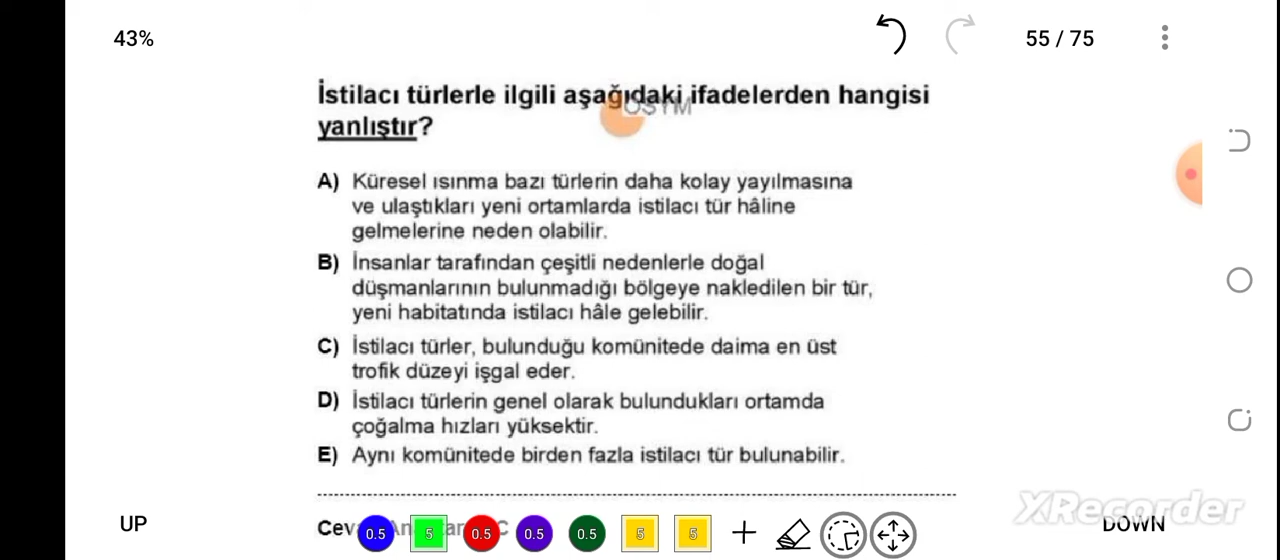 43%
55 / 75
İstilacı türlerle ilgili aşağıdaki ifadelerden hangisi
ÖSYM
yanlıştır?
A) Küresel ısınma bazı türlerin daha kolay yayılmasına
ve ulaştıkları yeni ortamlarda istilacı tür hâline
gelmelerine neden olabilir.
B) İnsanlar tarafından çeşitli nedenlerle doğal
düşmanlarının bulunmadığı bölgeye nakledilen bir tür,
yeni habitatında istilacı hâle gelebilir.
C) İstilacı türler, bulunduğu komünitede daima en üst
trofik düzeyi işgal eder.
D) İstilacı türlerin genel olarak bulundukları ortamda
çoğalma hızları yüksektir.
E) Aynı komünitede birden fazla istilacı tür bulunabilir.
XRecorder
UP
0.5 5 0.5 0.5 0.5 5 5
DOWN